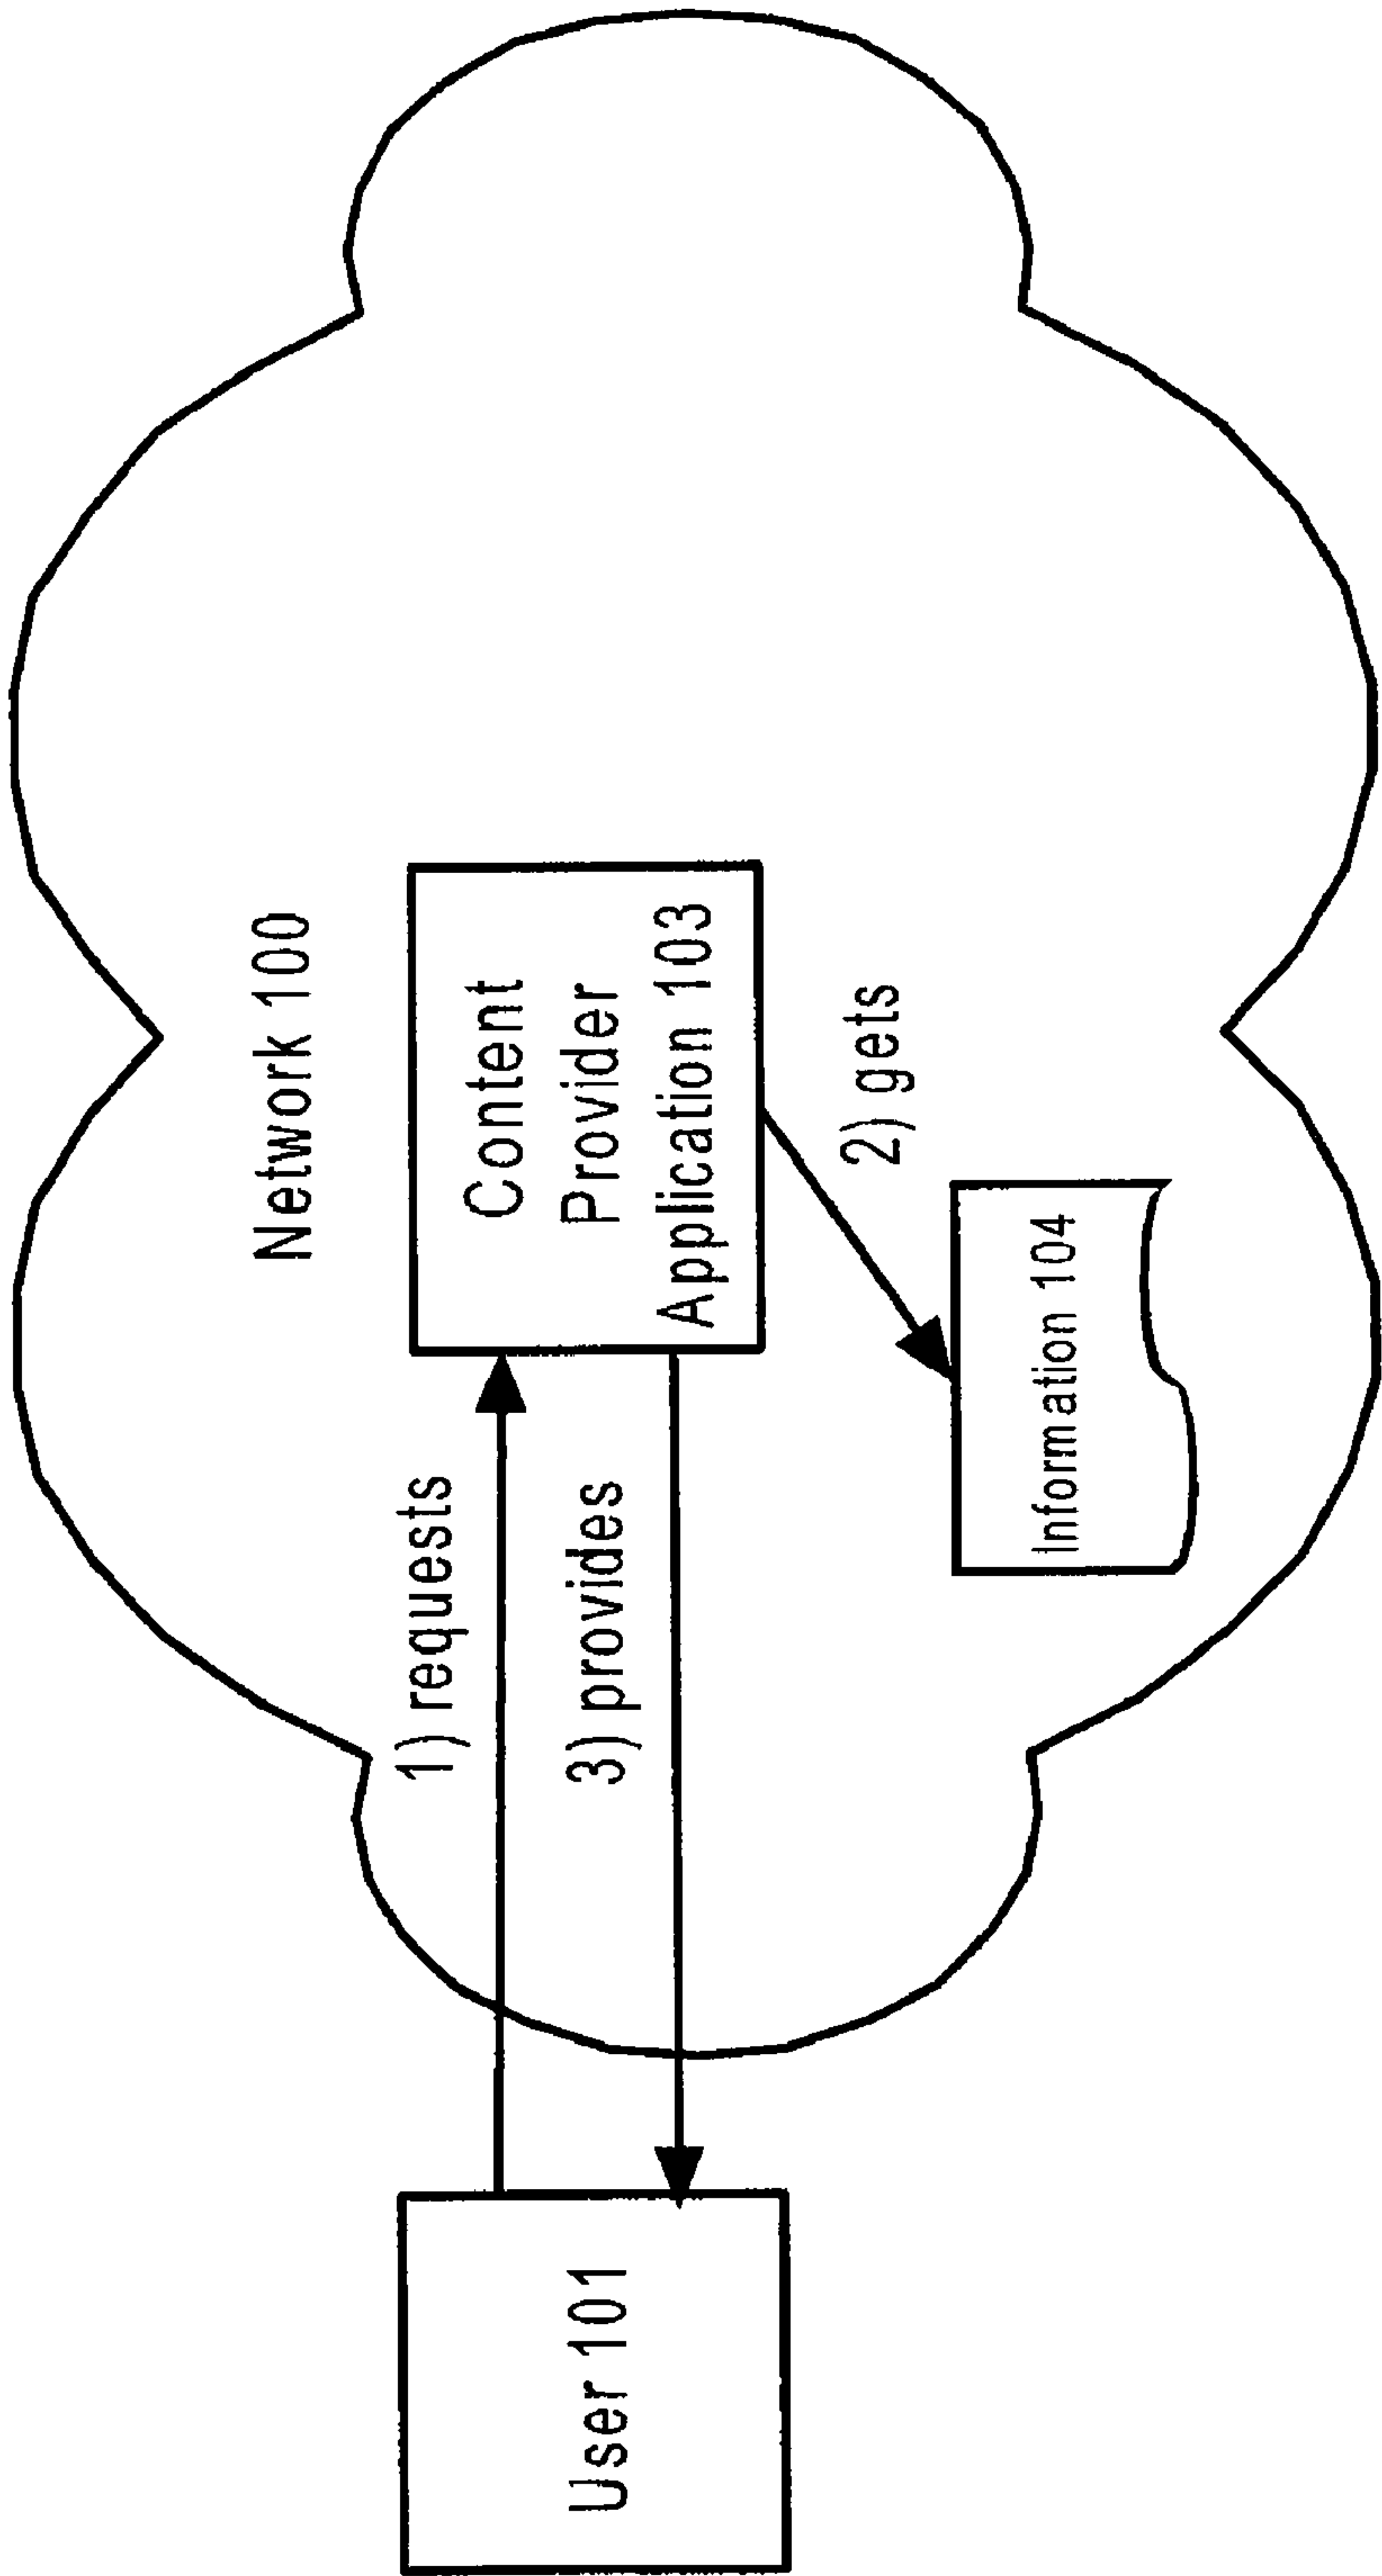 Network 100
User 101
1) requests
3) provides
Content
Provider
Application 103
2) gets
Information 104